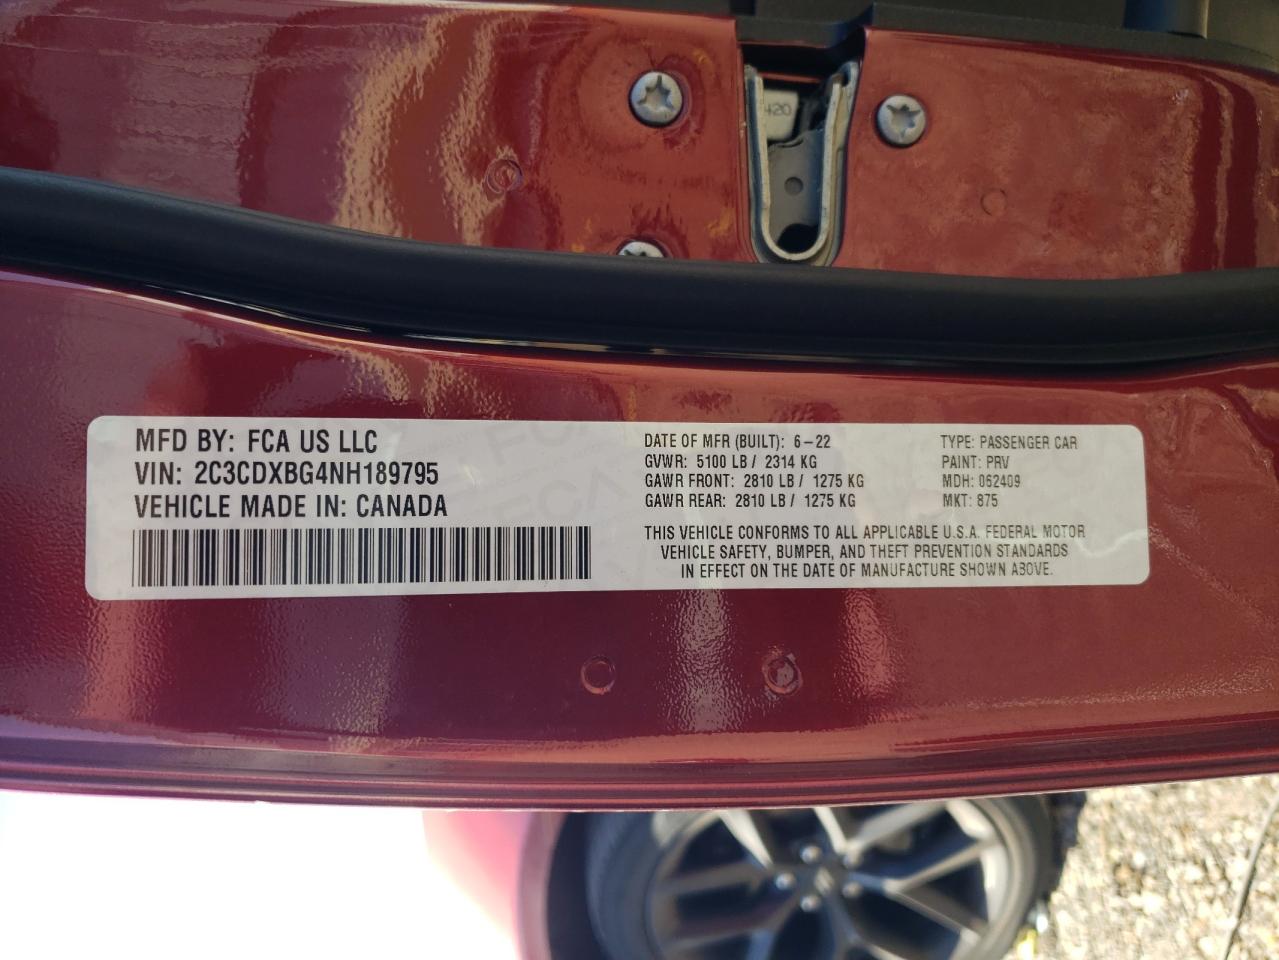 420
MFD BY: FCA US LLC
VIN: 2C3CDXBG4NH189795
VEHICLE MADE IN: CANADA
DATE OF MFR (BUILT): 6-22
GVWR: 5100 LB / 2314 KG
GAWR FRONT: 2810 LB / 1275 KG
GAWR REAR: 2810 LB / 1275 KG
TYPE: PASSENGER CAR
PAINT: PRV
MDH: 062409
MKT: 875
THIS VEHICLE CONFORMS TO ALL APPLICABLE U.S.A. FEDERAL MOTOR
VEHICLE SAFETY, BUMPER, AND THEFT PREVENTION STANDARDS
IN EFFECT ON THE DATE OF MANUFACTURE SHOWN ABOVE.